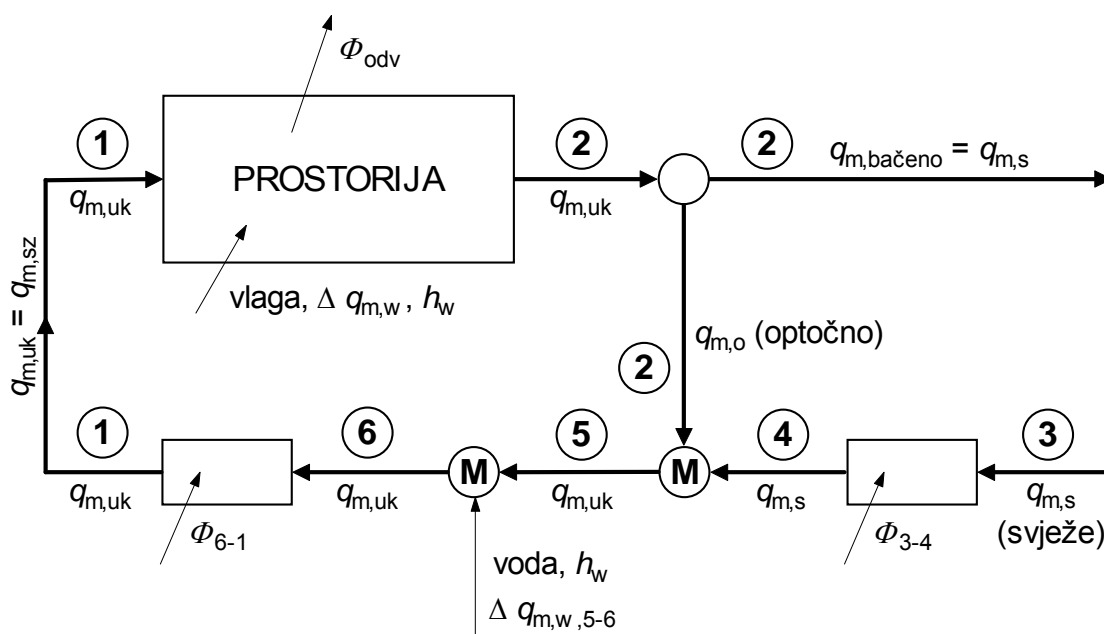 Φodv
1
2
2
qm,bačeno = qm,s
PROSTORIJA
qm,uk
qm,uk
vlaga, Δ qm,w , hw
qm,uk = qm,sz
qm,o (optočno)
2
1
6
5
4
3
M
M
qm,uk
qm,uk
qm,uk
qm,s
qm,s
(svježe)
Φ6-1
Φ3-4
voda, hw
Δ qm,w ,5-6